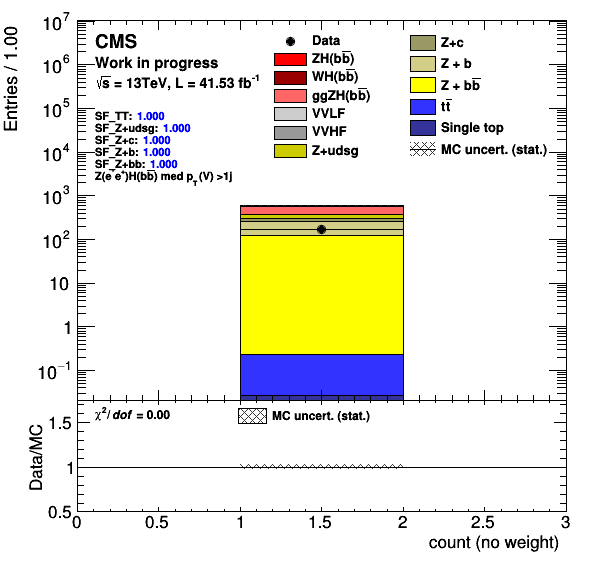 CMS
Work in progress
√s = 13TeV, L = 41.53 fb⁻¹
SF_TT: 1.000
SF_Z+udsg: 1.000
SF_Z+c: 1.000
SF_Z+b: 1.000
SF_Z+bb: 1.000
Z(e⁻e⁺)H(bb̅) med p_T(V) >1j
Data
ZH(bb̅)
WH(bb̅)
ggZH(bb̅)
VVLF
VVHF
Z+udsg
Z+c
Z + b
Z + bb̅
tt̅
Single top
MC uncert. (stat.)
Entries / 1.00
10⁷
10⁶
10⁵
10⁴
10³
10²
10
1
10⁻¹
χ²/dof = 0.00
MC uncert. (stat.)
Data/MC
1.5
1
0.5
0 0.5 1 1.5 2 2.5 3
count (no weight)